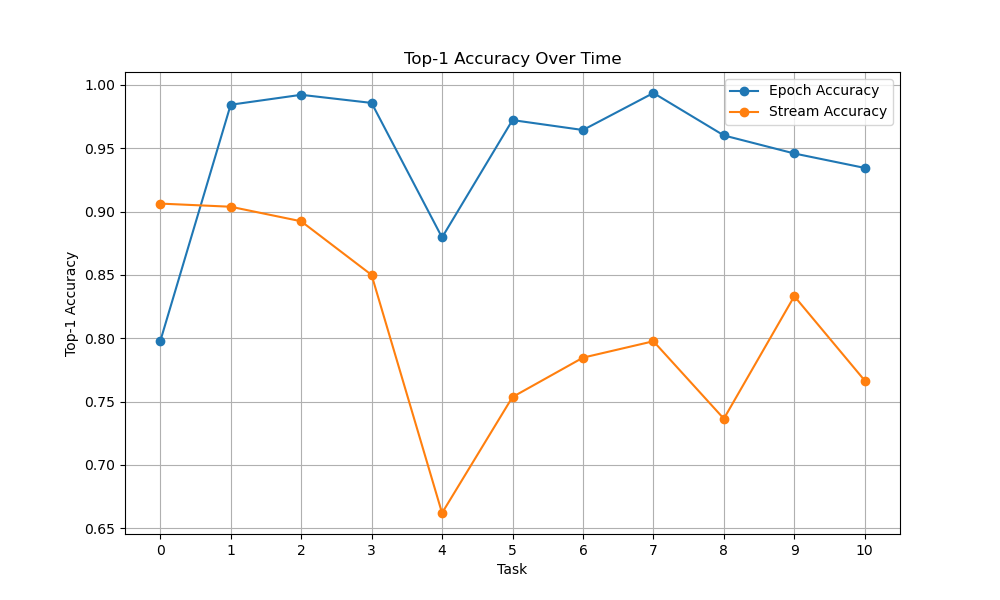 Top-1 Accuracy Over Time
Epoch Accuracy
Stream Accuracy
Top-1 Accuracy
1.00
0.95
0.90
0.85
0.80
0.75
0.70
0.65
0 1 2 3 4 5 6 7 8 9 10
Task